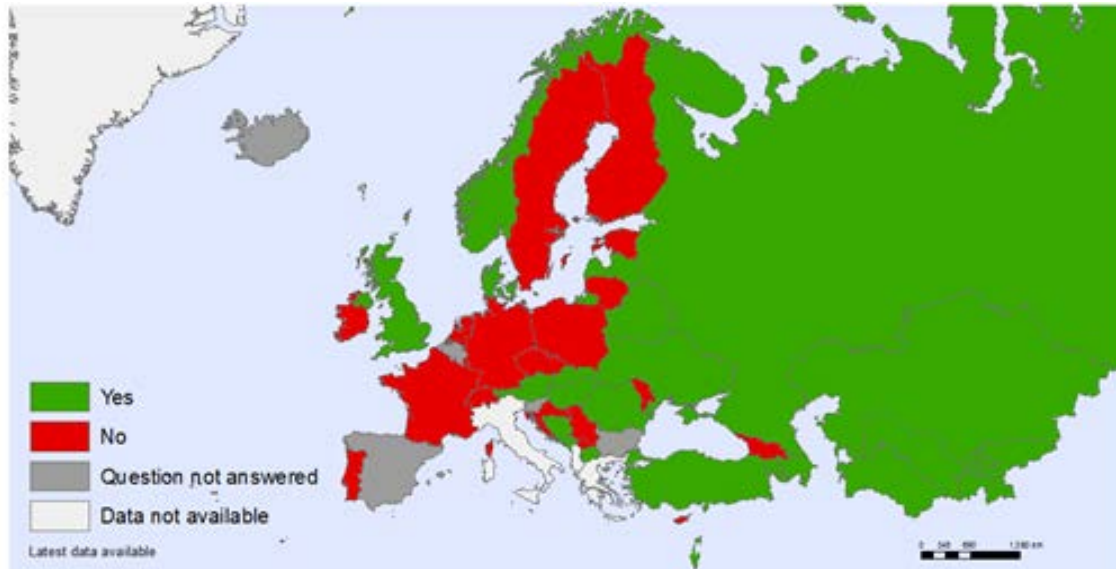 Yes
No
Question not answered
Data not available
Latest data available